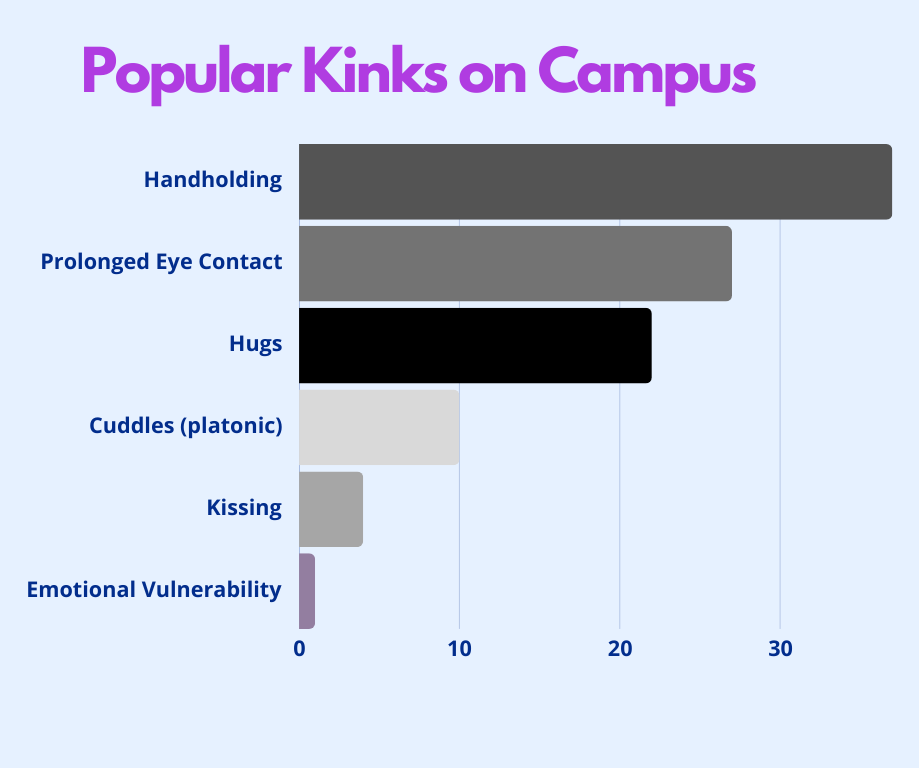 Popular Kinks on Campus
Handholding
Prolonged Eye Contact
Hugs
Cuddles (platonic)
Kissing
Emotional Vulnerability
0 10 20 30